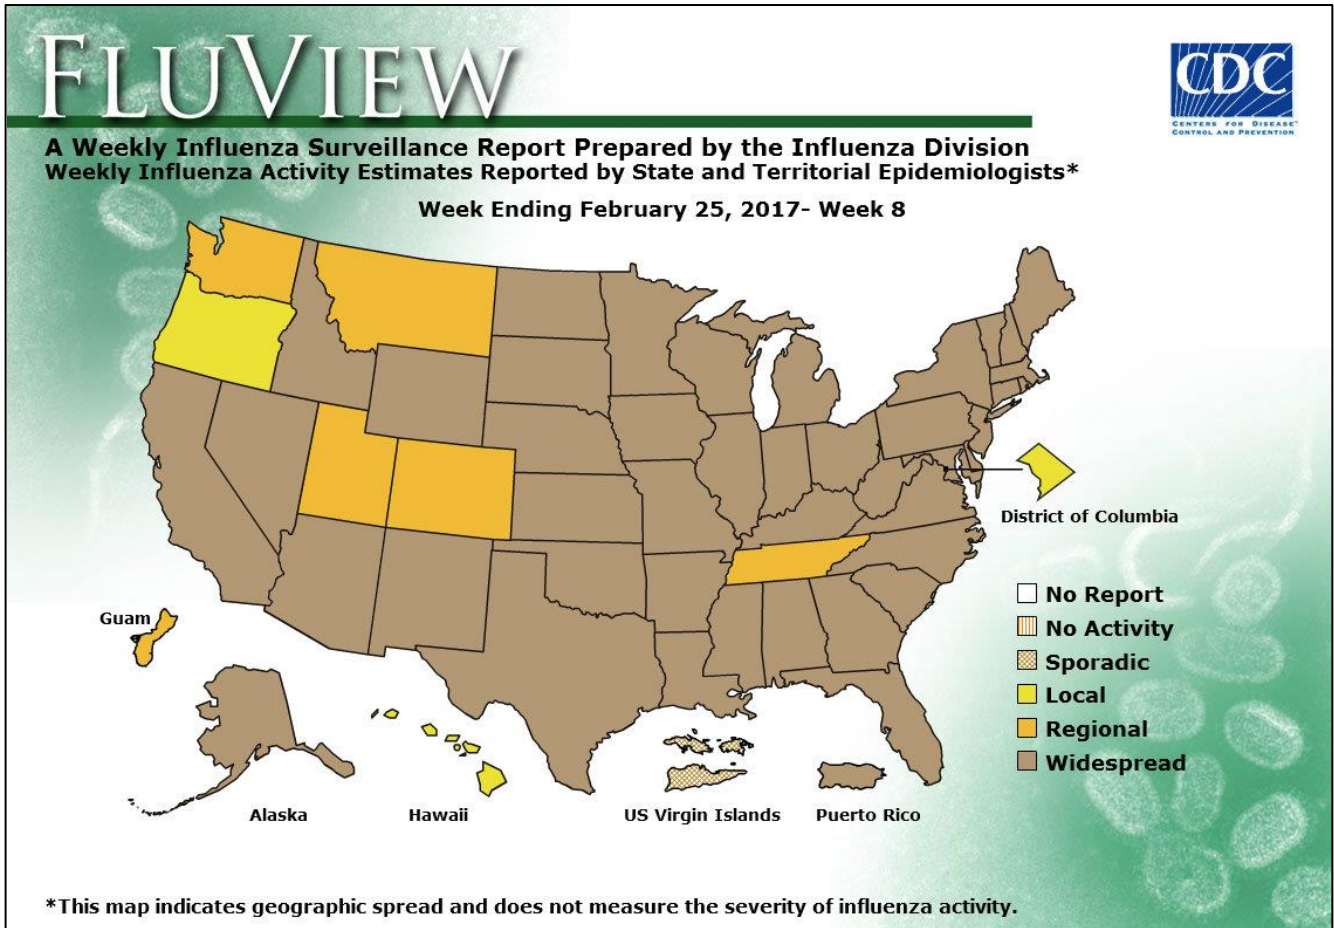 FLUVIEW
CDC
CENTERS FOR DISEASE™
CONTROL AND PREVENTION
A Weekly Influenza Surveillance Report Prepared by the Influenza Division
Weekly Influenza Activity Estimates Reported by State and Territorial Epidemiologists*
Week Ending February 25, 2017- Week 8
District of Columbia
No Report
No Activity
Sporadic
Local
Regional
Widespread
Guam
Alaska
Hawaii
US Virgin Islands
Puerto Rico
*This map indicates geographic spread and does not measure the severity of influenza activity.